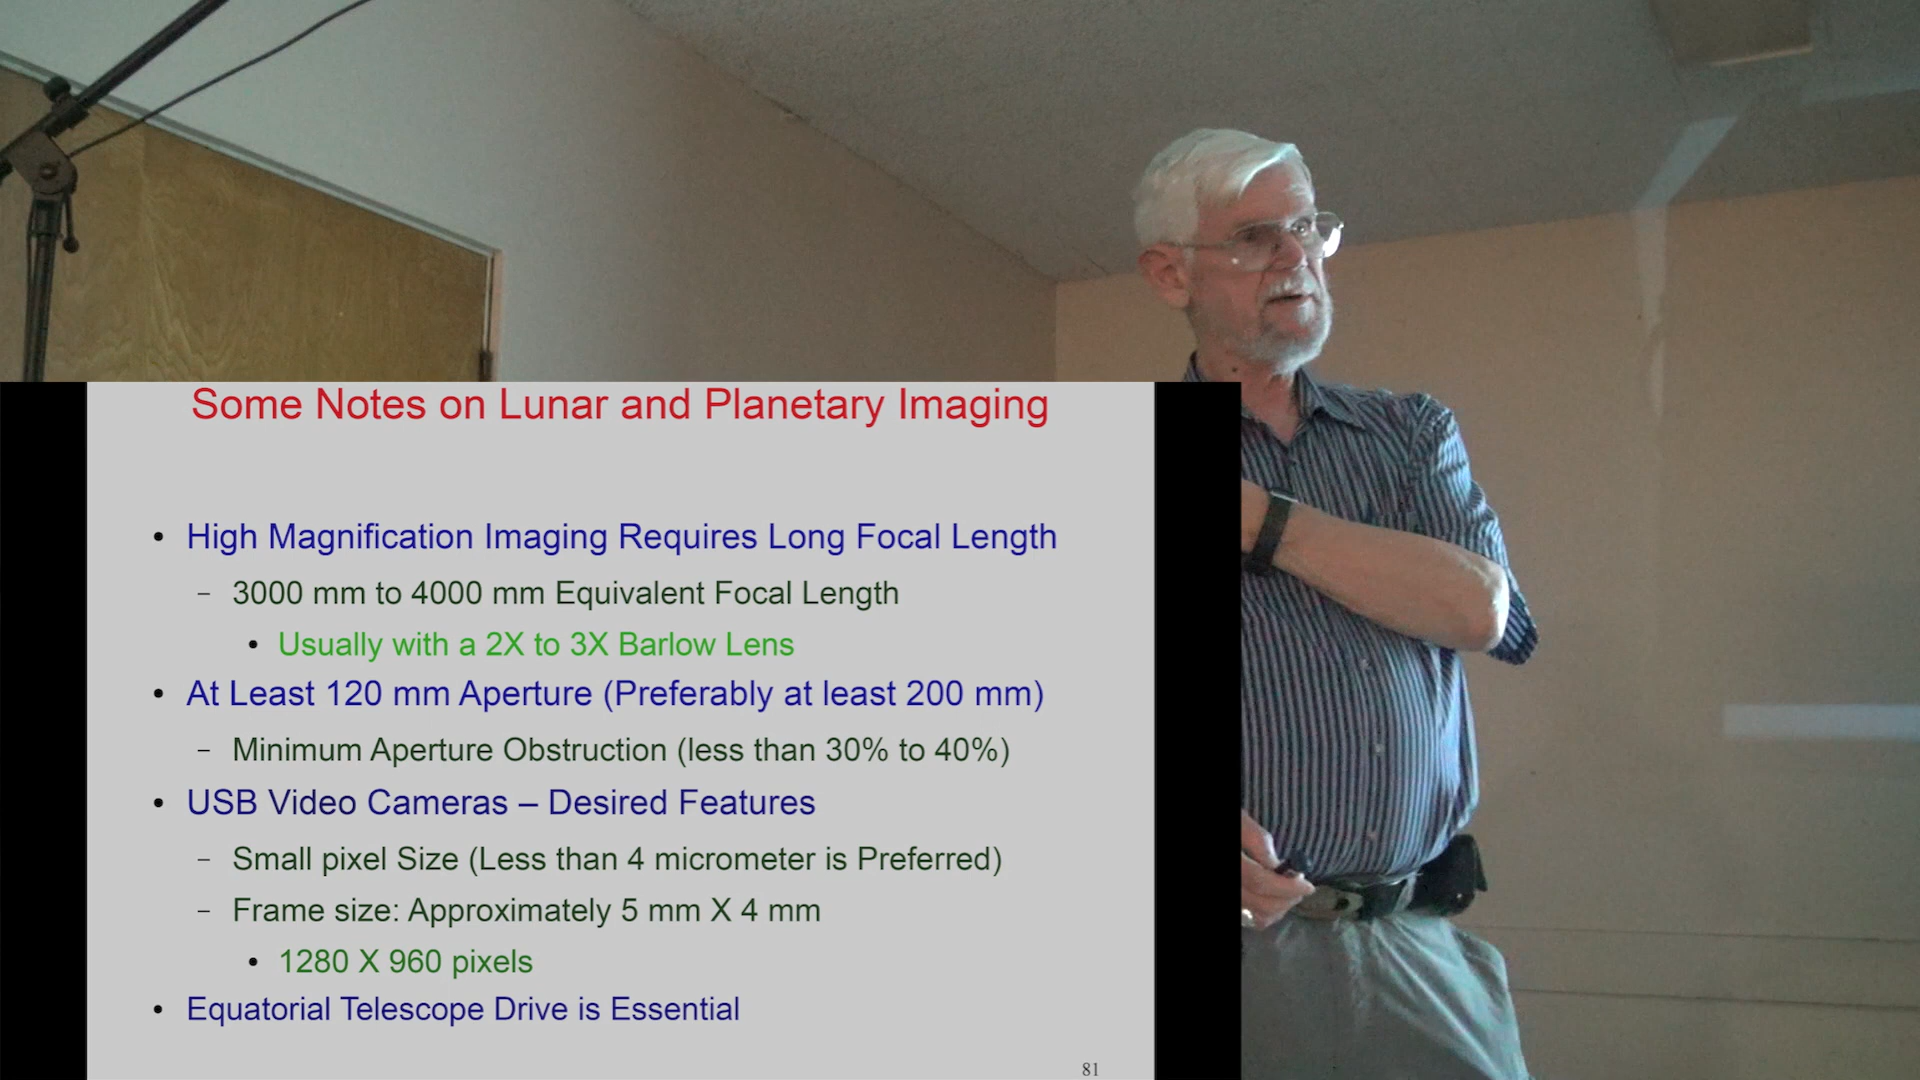 Some Notes on Lunar and Planetary Imaging
• High Magnification Imaging Requires Long Focal Length
– 3000 mm to 4000 mm Equivalent Focal Length
• Usually with a 2X to 3X Barlow Lens
• At Least 120 mm Aperture (Preferably at least 200 mm)
– Minimum Aperture Obstruction (less than 30% to 40%)
• USB Video Cameras – Desired Features
– Small pixel Size (Less than 4 micrometer is Preferred)
– Frame size: Approximately 5 mm X 4 mm
• 1280 X 960 pixels
• Equatorial Telescope Drive is Essential
81